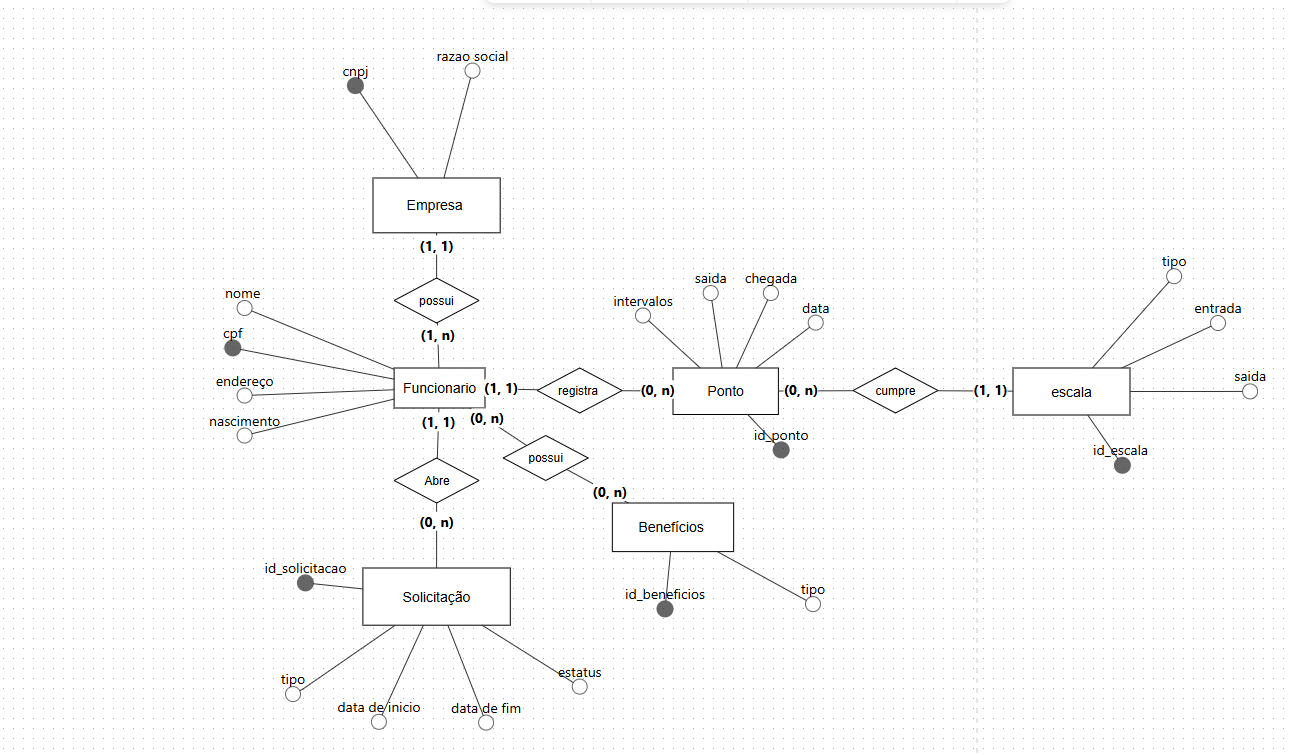 razao social
cnpj
Empresa
(1, 1)
possui
(1, n)
nome
cpf
endereço
nascimento
Funcionario
(1, 1)
registra
(0, n)
intervalos
saida
chegada
data
Ponto
id_ponto
(0, n)
cumpre
(1, 1)
escala
tipo
entrada
saida
id_escala
(0, n)
possui
(0, n)
Benefícios
id_beneficios
tipo
(1, 1)
Abre
(0, n)
id_solicitacao
Solicitação
tipo
data de inicio
data de fim
estatus